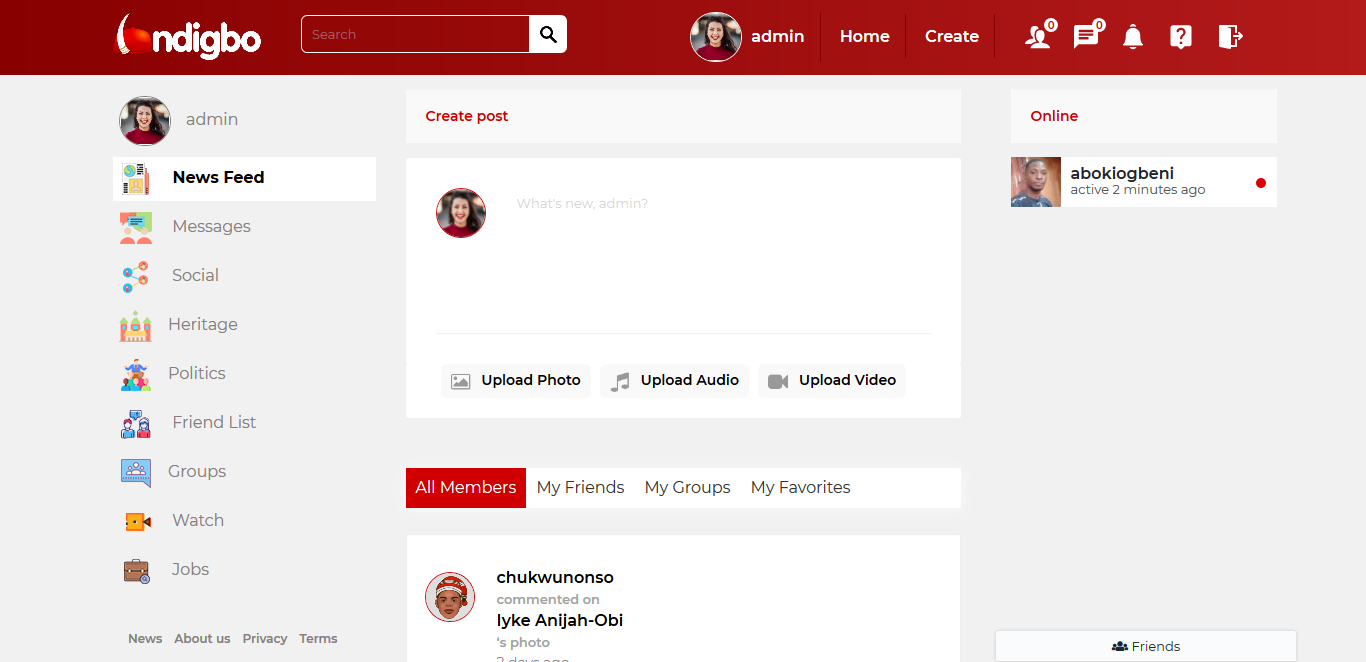 ndigbo
Search
admin
Home
Create
0
0
admin
News Feed
Messages
Social
Heritage
Politics
Friend List
Groups
Watch
Jobs
News About us Privacy Terms
Create post
What's new, admin?
Upload Photo
Upload Audio
Upload Video
All Members
My Friends
My Groups
My Favorites
chukwunonso
commented on
Iyke Anijah-Obi
's photo
2 days ago
Online
abokiogbeni
active 2 minutes ago
Friends